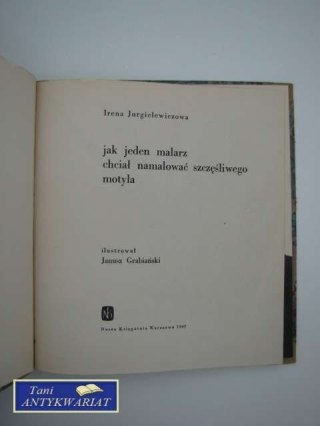 Irena Jurgielewiczowa
jak jeden malarz
chciał namalować szczęśliwego
motyla
ilustrował
Janusz Grabiański
Nasza Księgarnia Warszawa
Tani
ANTYKWARIAT